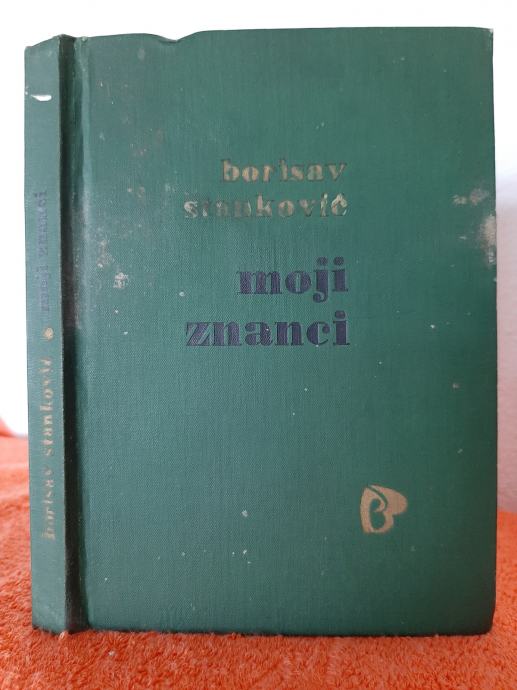 borisav
stanković
moji
znanci
borisav stanković * moji znanci
B